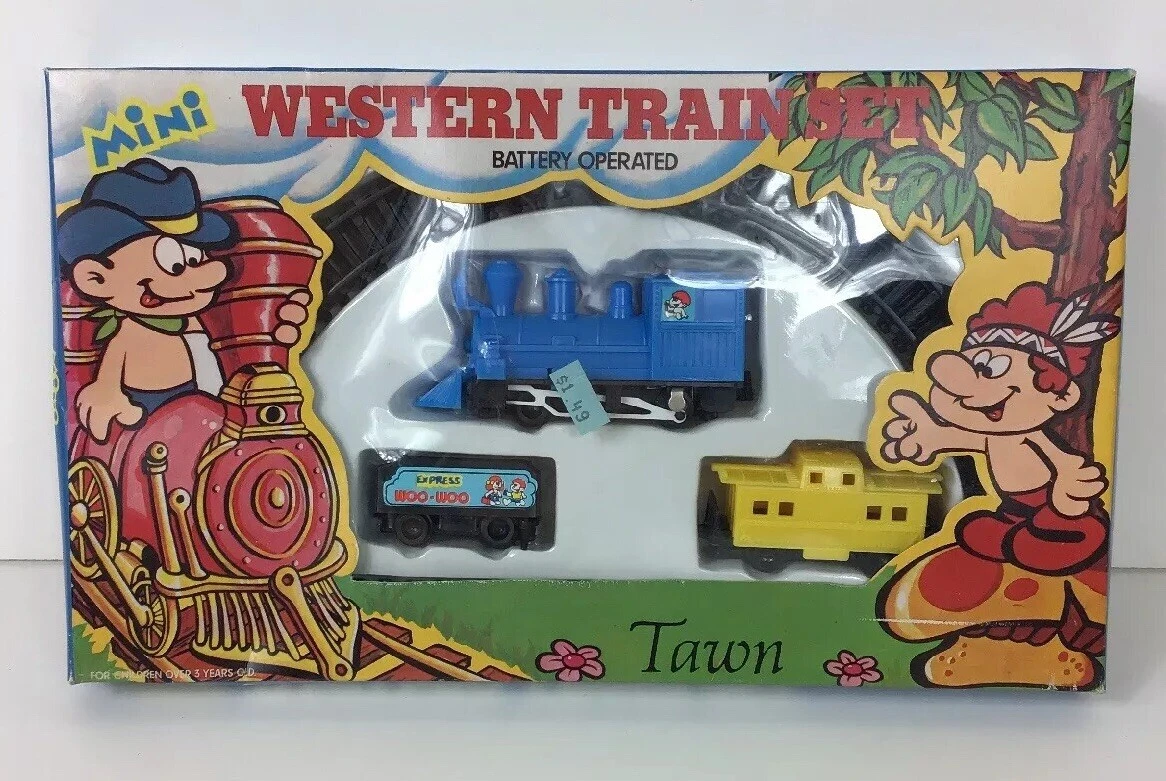 MiNi
WESTERN TRAIN SET
BATTERY OPERATED
$1.49
EXPRESS
WOO-WOO
Tawn
FOR CHILDREN OVER 3 YEARS OLD.